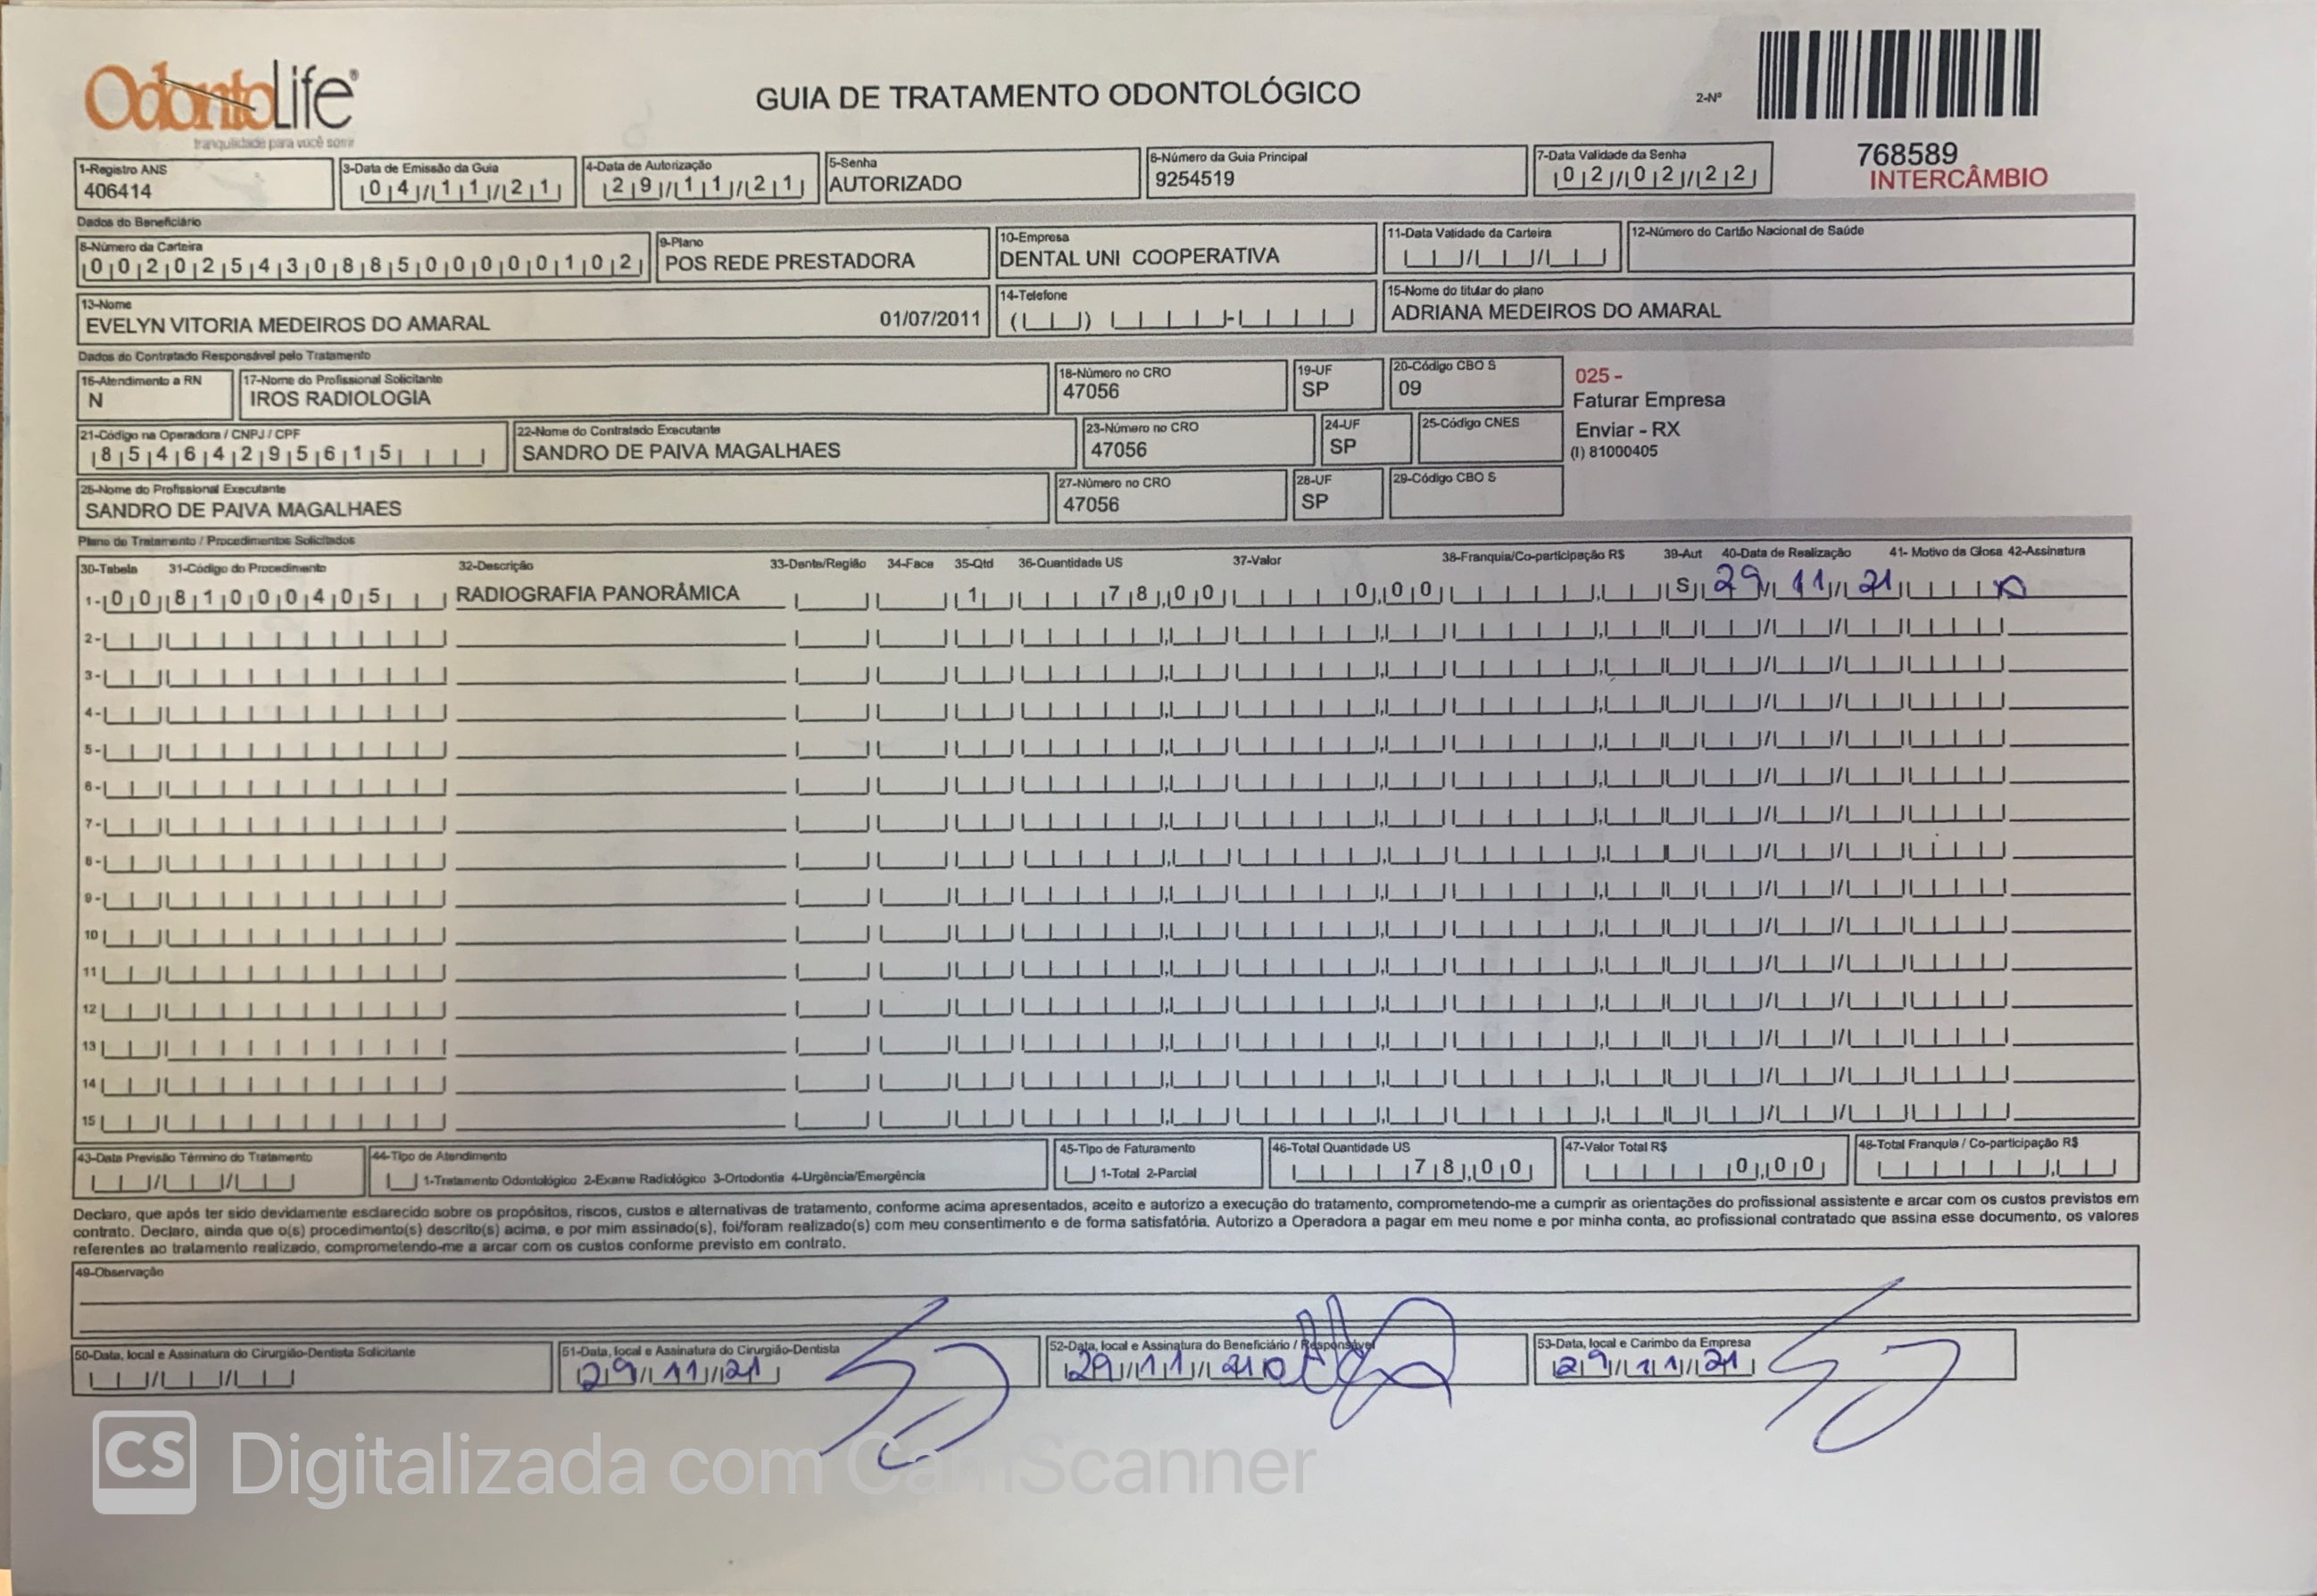 OdontoLife®
tranquilidade para você sorrir
GUIA DE TRATAMENTO ODONTOLÓGICO
2-Nº
768589
INTERCÂMBIO
1-Registro ANS
406414
3-Data de Emissão da Guia
04/11/21
4-Data de Autorização
29/11/21
5-Senha
AUTORIZADO
6-Número da Guia Principal
9254519
7-Data Validade da Senha
02/02/22
Dados do Beneficiário
8-Número da Carteira
00202543088500000102
9-Plano
POS REDE PRESTADORA
10-Empresa
DENTAL UNI COOPERATIVA
11-Data Validade da Carteira
12-Número do Cartão Nacional de Saúde
13-Nome
EVELYN VITORIA MEDEIROS DO AMARAL 01/07/2011
14-Telefone
15-Nome do titular do plano
ADRIANA MEDEIROS DO AMARAL
Dados do Contratado Responsável pelo Tratamento
16-Atendimento a RN
N
17-Nome do Profissional Solicitante
IROS RADIOLOGIA
18-Número no CRO
47056
19-UF
SP
20-Código CBO S
09
025 -
Faturar Empresa
Enviar - RX
(I) 81000405
21-Código na Operadora / CNPJ / CPF
85464295615
22-Nome do Contratado Executante
SANDRO DE PAIVA MAGALHAES
23-Número no CRO
47056
24-UF
SP
25-Código CNES
26-Nome do Profissional Executante
SANDRO DE PAIVA MAGALHAES
27-Número no CRO
47056
28-UF
SP
29-Código CBO S
Plano de Tratamento / Procedimentos Solicitados
30-Tabela 31-Código do Procedimento 32-Descrição 33-Dente/Região 34-Face 35-Qtd 36-Quantidade US 37-Valor 38-Franquia/Co-participação R$ 39-Aut 40-Data de Realização 41- Motivo da Glosa 42-Assinatura
1- 00 81000405 RADIOGRAFIA PANORÂMICA 1 78,00 0,00 S 29/11/21
2-
3-
4-
5-
6-
7-
8-
9-
10
11
12
13
14
15
43-Data Previsão Término do Tratamento
44-Tipo de Atendimento
1-Tratamento Odontológico 2-Exame Radiológico 3-Ortodontia 4-Urgência/Emergência
45-Tipo de Faturamento
1-Total 2-Parcial
46-Total Quantidade US
78,00
47-Valor Total R$
0,00
48-Total Franquia / Co-participação R$
Declaro, que após ter sido devidamente esclarecido sobre os propósitos, riscos, custos e alternativas de tratamento, conforme acima apresentados, aceito e autorizo a execução do tratamento, comprometendo-me a cumprir as orientações do profissional assistente e arcar com os custos previstos em
contrato. Declaro, ainda que o(s) procedimento(s) descrito(s) acima, e por mim assinado(s), foi/foram realizado(s) com meu consentimento e de forma satisfatória. Autorizo a Operadora a pagar em meu nome e por minha conta, ao profissional contratado que assina esse documento, os valores
referentes ao tratamento realizado, comprometendo-me a arcar com os custos conforme previsto em contrato.
49-Observação
50-Data, local e Assinatura do Cirurgião-Dentista Solicitante
51-Data, local e Assinatura do Cirurgião-Dentista
29/11/21
52-Data, local e Assinatura do Beneficiário / Responsável
29/11/21
53-Data, local e Carimbo da Empresa
29/11/21
CS Digitalizada com CamScanner